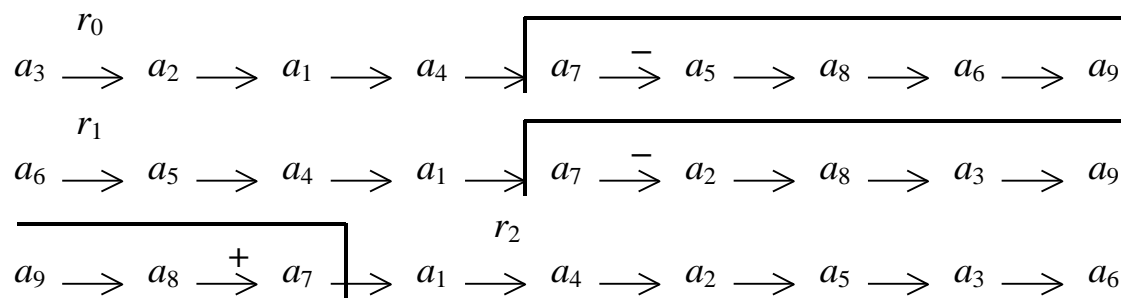 r₀
a₃ → a₂ → a₁ → a₄ → a₇ −→ a₅ → a₈ → a₆ → a₉
r₁
a₆ → a₅ → a₄ → a₁ → a₇ −→ a₂ → a₈ → a₃ → a₉
r₂
a₉ → a₈ +→ a₇ → a₁ → a₄ → a₂ → a₅ → a₃ → a₆